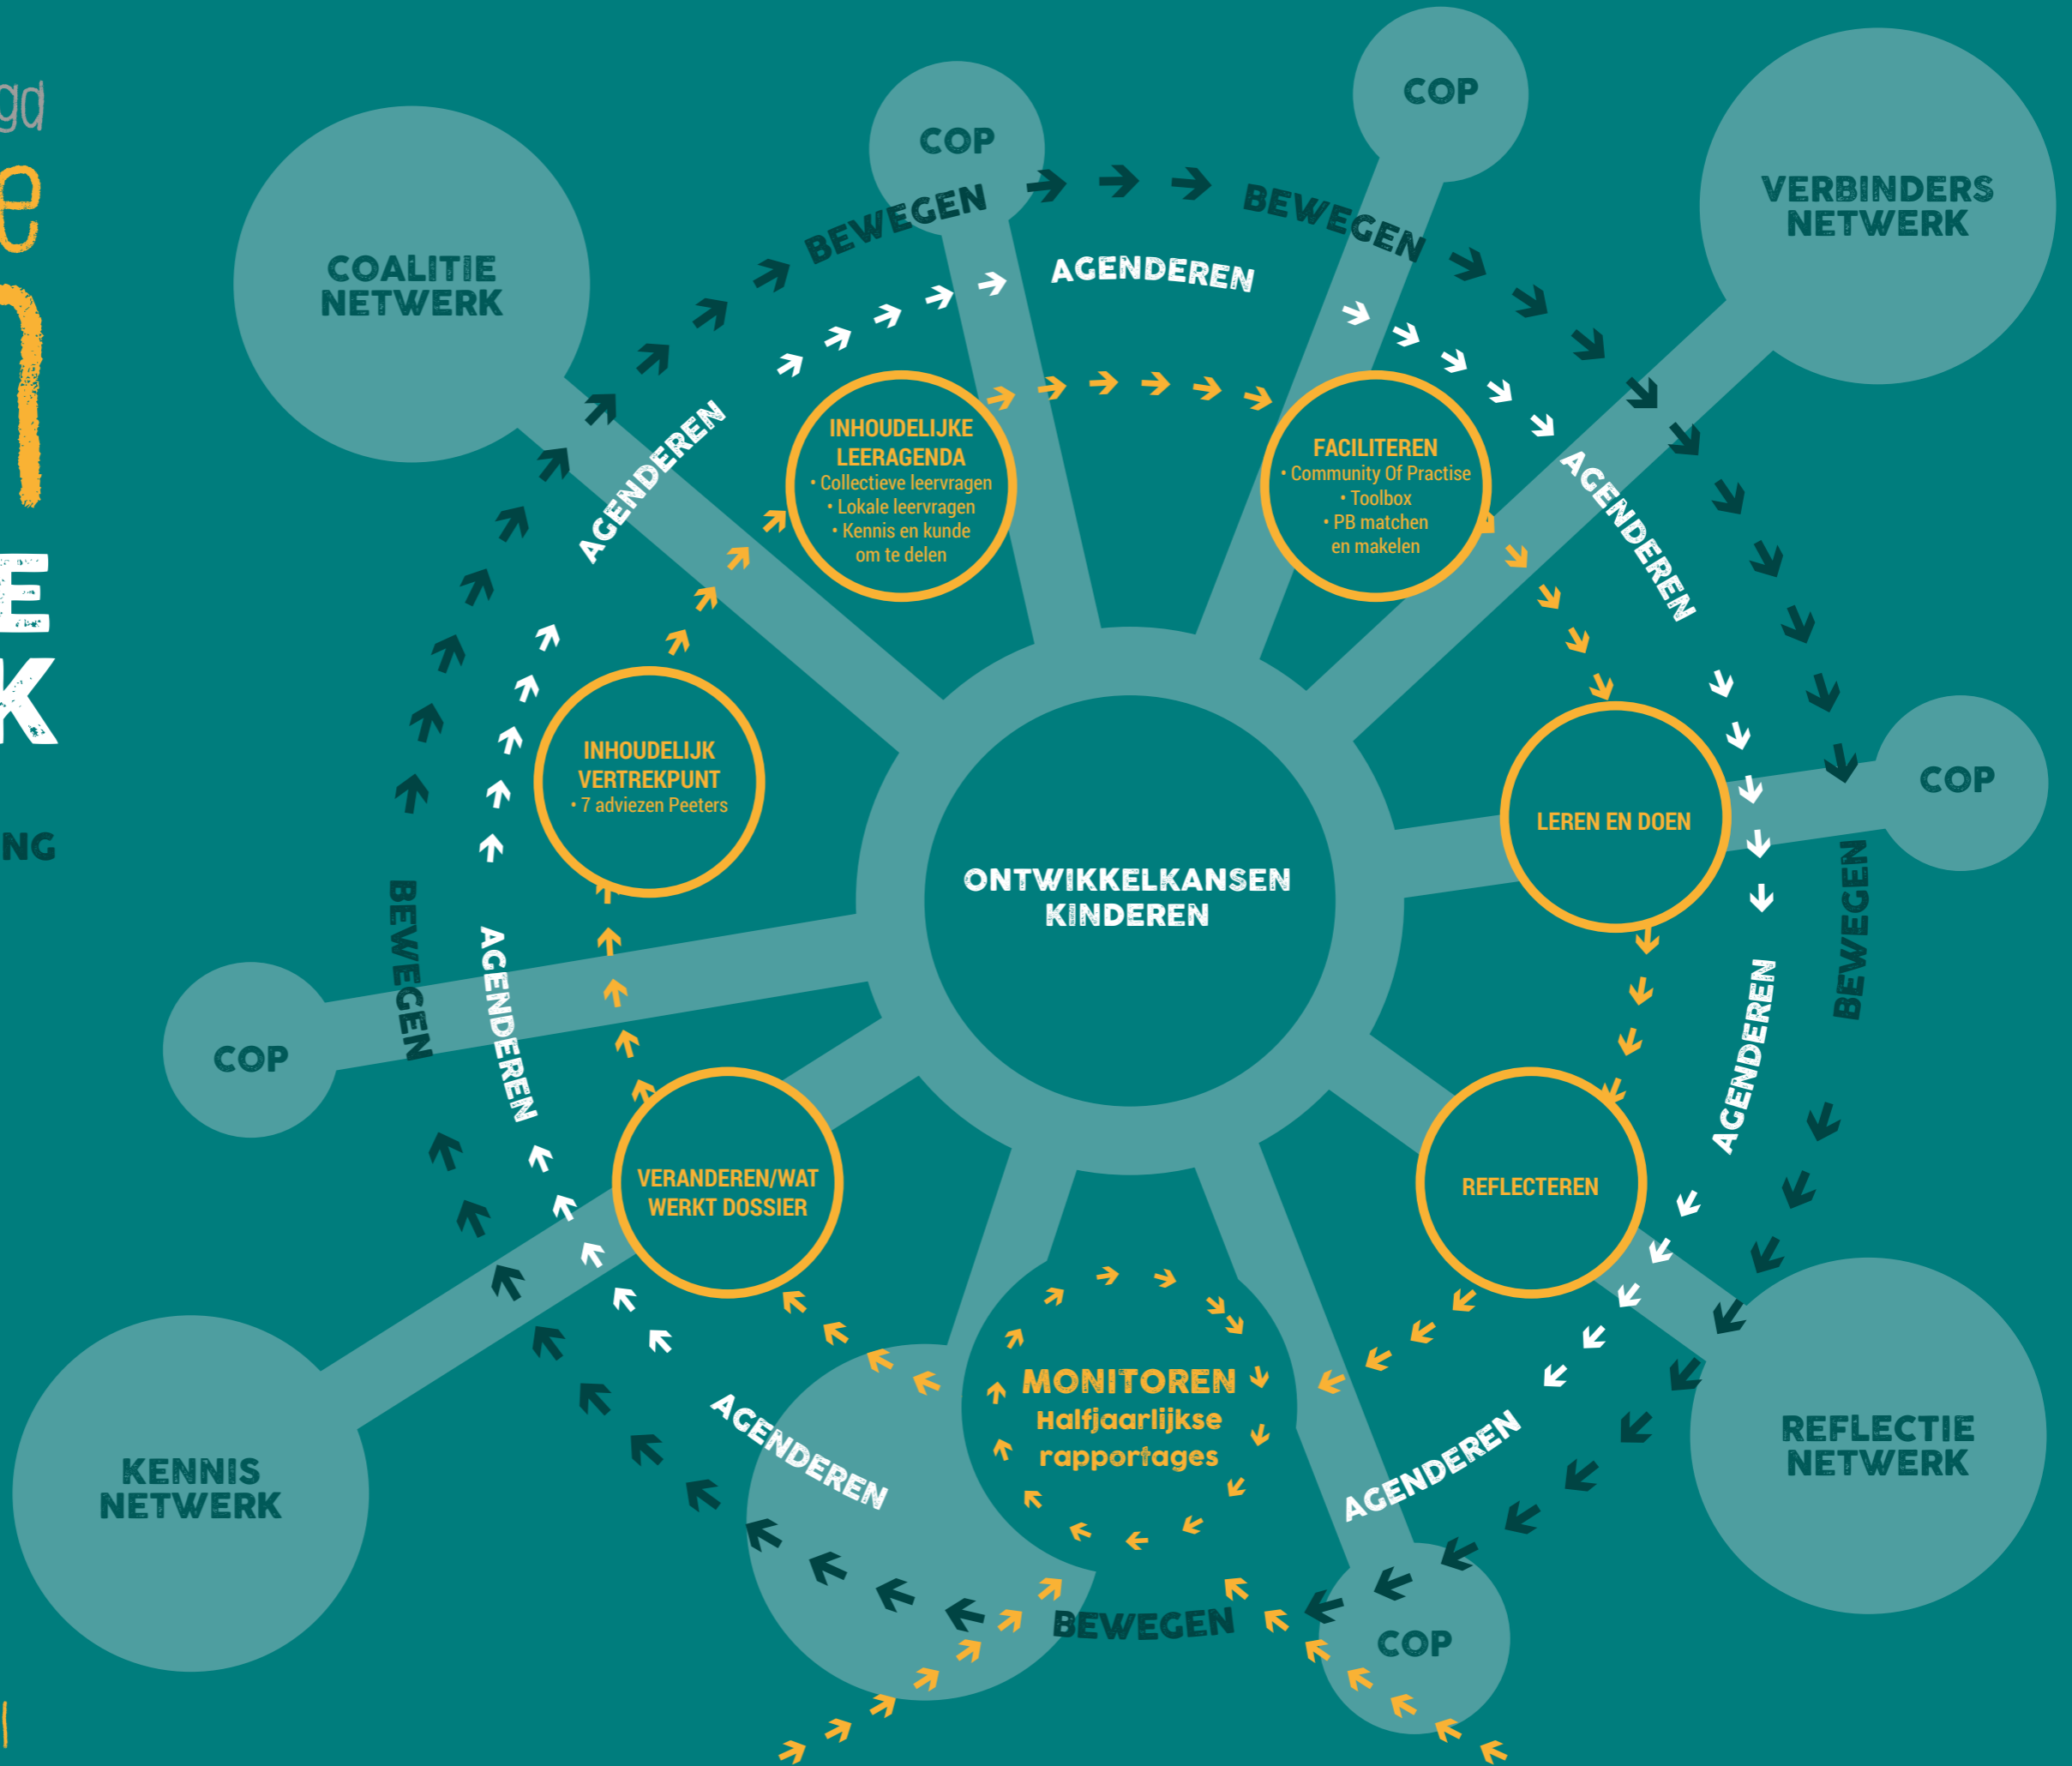 gd
e
n
E
K
NG
COP
COP
VERBINDERS
NETWERK
COALITIE
NETWERK
BEWEGEN
BEWEGEN
AGENDEREN
AGENDEREN
AGENDEREN
INHOUDELIJKE
LEERAGENDA
• Collectieve leervragen
• Lokale leervragen
• Kennis en kunde
om te delen
FACILITEREN
• Community Of Practise
• Toolbox
• PB matchen
en makelen
INHOUDELIJK
VERTREKPUNT
• 7 adviezen Peeters
LEREN EN DOEN
COP
ONTWIKKELKANSEN
KINDEREN
BEWEGEN
AGENDEREN
BEWEGEN
AGENDEREN
COP
VERANDEREN/WAT
WERKT DOSSIER
REFLECTEREN
MONITOREN
Halfjaarlijkse
rapportages
AGENDEREN
AGENDEREN
KENNIS
NETWERK
REFLECTIE
NETWERK
BEWEGEN
COP